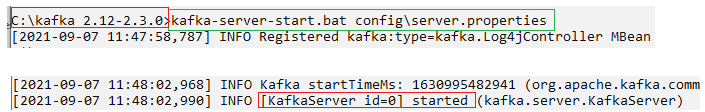 C:\kafka 2.12-2.3.0>kafka-server-start.bat config\server.properties
[2021-09-07 11:47:58,787] INFO Registered kafka:type=kafka.Log4jController MBean
[2021-09-07 11:48:02,968] INFO Kafka startTimeMs: 1630995482941 (org.apache.kafka.comm
[2021-09-07 11:48:02,990] INFO [KafkaServer id=0] started (kafka.server.KafkaServer)